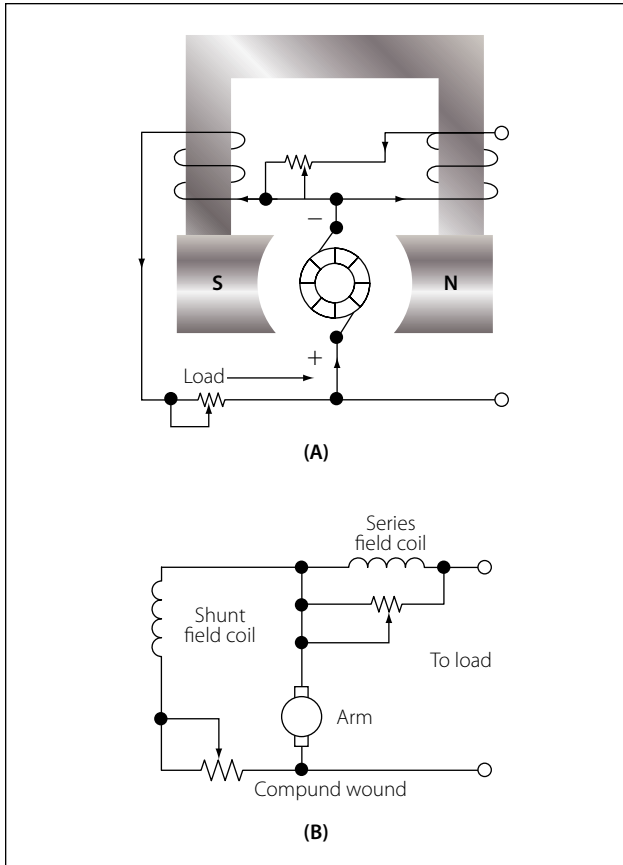 −
S
N
+
Load
(A)
Series
field coil
Shunt
field coil
To load
Arm
Compund wound
(B)